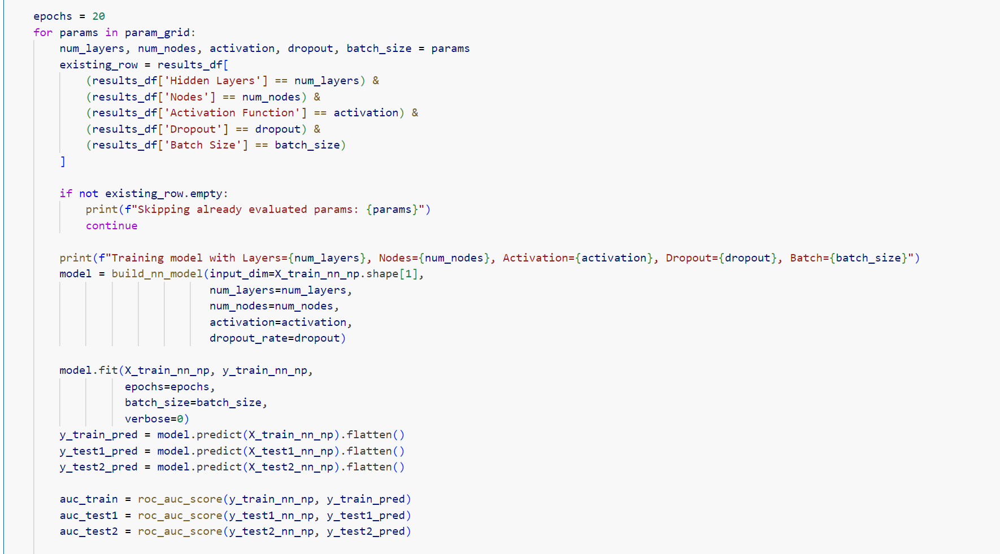 epochs = 20
for params in param_grid:
    num_layers, num_nodes, activation, dropout, batch_size = params
    existing_row = results_df[
        (results_df['Hidden Layers'] == num_layers) &
        (results_df['Nodes'] == num_nodes) &
        (results_df['Activation Function'] == activation) &
        (results_df['Dropout'] == dropout) &
        (results_df['Batch Size'] == batch_size)
    ]
    if not existing_row.empty:
        print(f"Skipping already evaluated params: {params}")
        continue
    print(f"Training model with Layers={num_layers}, Nodes={num_nodes}, Activation={activation}, Dropout={dropout}, Batch={batch_size}")
    model = build_nn_model(input_dim=X_train_nn_np.shape[1],
                           num_layers=num_layers,
                           num_nodes=num_nodes,
                           activation=activation,
                           dropout_rate=dropout)
    model.fit(X_train_nn_np, y_train_nn_np,
              epochs=epochs,
              batch_size=batch_size,
              verbose=0)
    y_train_pred = model.predict(X_train_nn_np).flatten()
    y_test1_pred = model.predict(X_test1_nn_np).flatten()
    y_test2_pred = model.predict(X_test2_nn_np).flatten()
    auc_train = roc_auc_score(y_train_nn_np, y_train_pred)
    auc_test1 = roc_auc_score(y_test1_nn_np, y_test1_pred)
    auc_test2 = roc_auc_score(y_test2_nn_np, y_test2_pred)